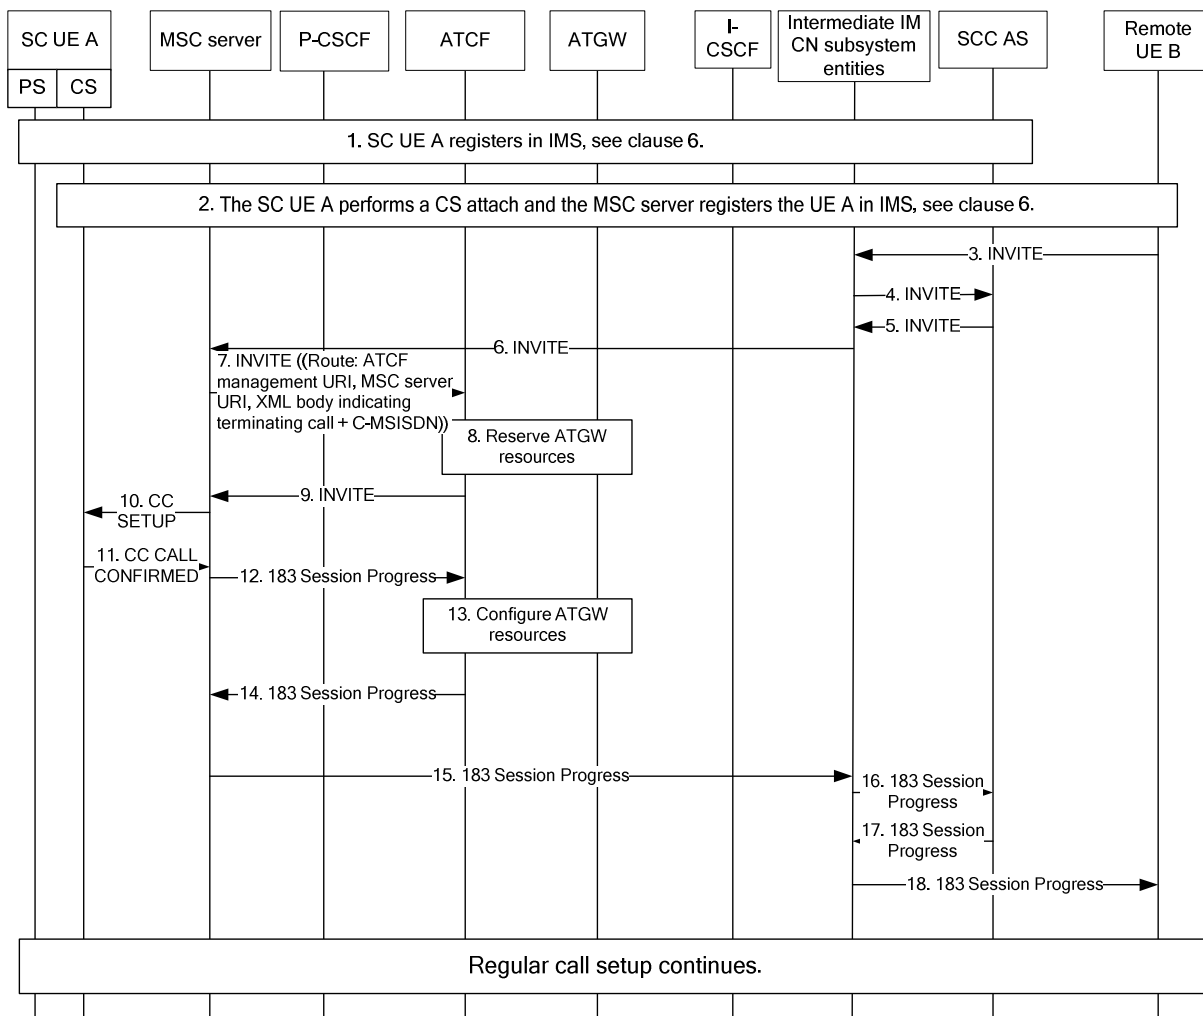 SC UE A
PS
CS
MSC server
P-CSCF
ATCF
ATGW
I-
CSCF
Intermediate IM
CN subsystem
entities
SCC AS
Remote
UE B
1. SC UE A registers in IMS, see clause 6.
2. The SC UE A performs a CS attach and the MSC server registers the UE A in IMS, see clause 6.
3. INVITE
4. INVITE
5. INVITE
6. INVITE
7. INVITE ((Route: ATCF
management URI, MSC server
URI, XML body indicating
terminating call + C-MSISDN))
8. Reserve ATGW
resources
9. INVITE
10. CC
SETUP
11. CC CALL
CONFIRMED
12. 183 Session Progress
13. Configure ATGW
resources
14. 183 Session Progress
15. 183 Session Progress
16. 183 Session
Progress
17. 183 Session
Progress
18. 183 Session Progress
Regular call setup continues.